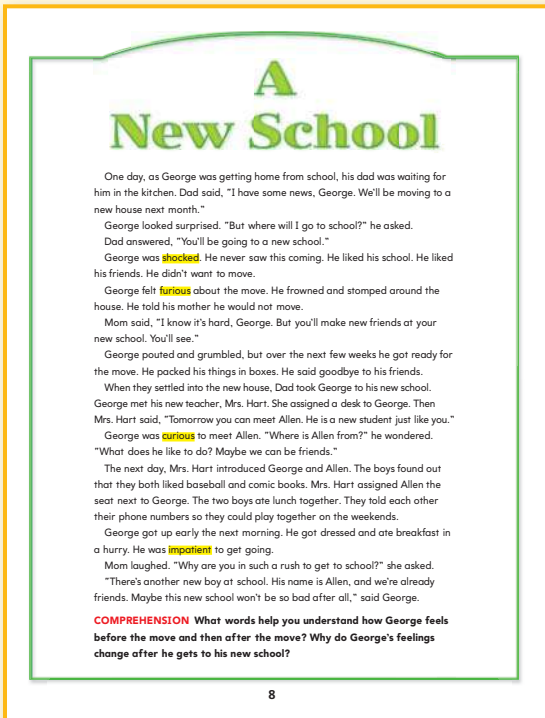 A
New School
One day, as George was getting home from school, his dad was waiting for
him in the kitchen. Dad said, "I have some news, George. We'll be moving to a
new house next month."
George looked surprised. "But where will I go to school?" he asked.
Dad answered, "You'll be going to a new school."
George was shocked. He never saw this coming. He liked his school. He liked
his friends. He didn't want to move.
George felt furious about the move. He frowned and stomped around the
house. He told his mother he would not move.
Mom said, "I know it's hard, George. But you'll make new friends at your
new school. You'll see."
George pouted and grumbled, but over the next few weeks he got ready for
the move. He packed his things in boxes. He said goodbye to his friends.
When they settled into the new house, Dad took George to his new school.
George met his new teacher, Mrs. Hart. She assigned a desk to George. Then
Mrs. Hart said, "Tomorrow you can meet Allen. He is a new student just like you."
George was curious to meet Allen. "Where is Allen from?" he wondered.
"What does he like to do? Maybe we can be friends."
The next day, Mrs. Hart introduced George and Allen. The boys found out
that they both liked baseball and comic books. Mrs. Hart assigned Allen the
seat next to George. The two boys ate lunch together. They told each other
their phone numbers so they could play together on the weekends.
George got up early the next morning. He got dressed and ate breakfast in
a hurry. He was impatient to get going.
Mom laughed. "Why are you in such a rush to get to school?" she asked.
"There's another new boy at school. His name is Allen, and we're already
friends. Maybe this new school won't be so bad after all," said George.
COMPREHENSION What words help you understand how George feels
before the move and then after the move? Why do George's feelings
change after he gets to his new school?
8